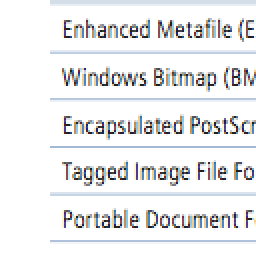 Enhanced Metafile (E
Windows Bitmap (BM
Encapsulated PostScr
Tagged Image File Fo
Portable Document F